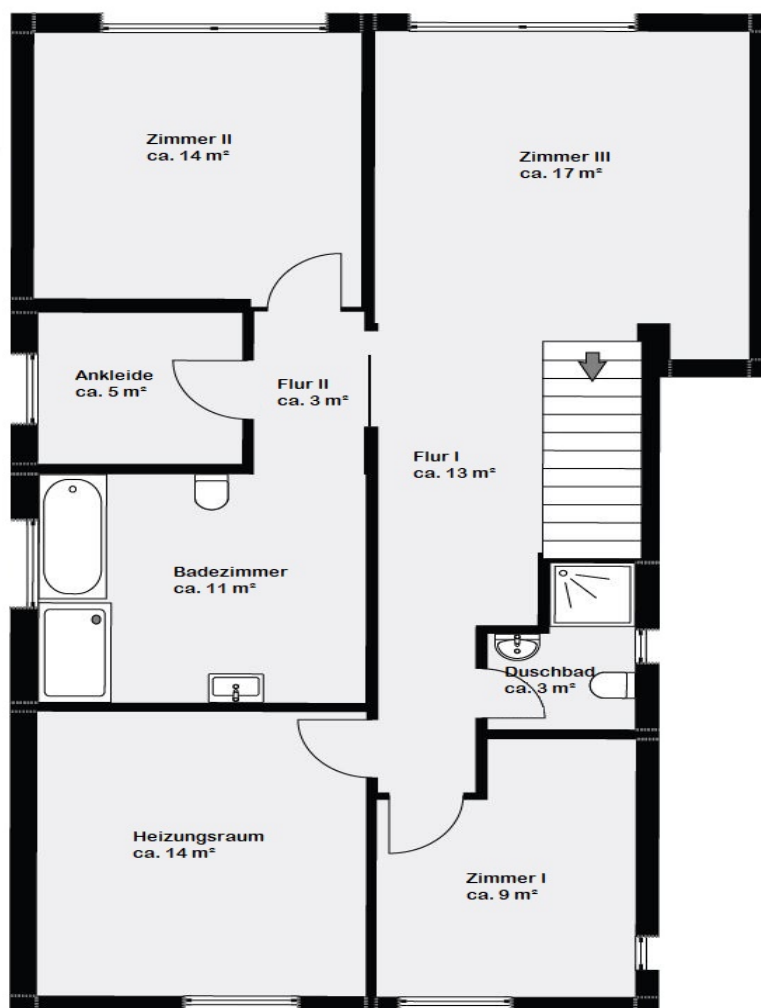 Zimmer II
ca. 14 m²
Zimmer III
ca. 17 m²
Ankleide
ca. 5 m²
Flur II
ca. 3 m²
Flur I
ca. 13 m²
Badezimmer
ca. 11 m²
Duschbad
ca. 3 m²
Heizungsraum
ca. 14 m²
Zimmer I
ca. 9 m²